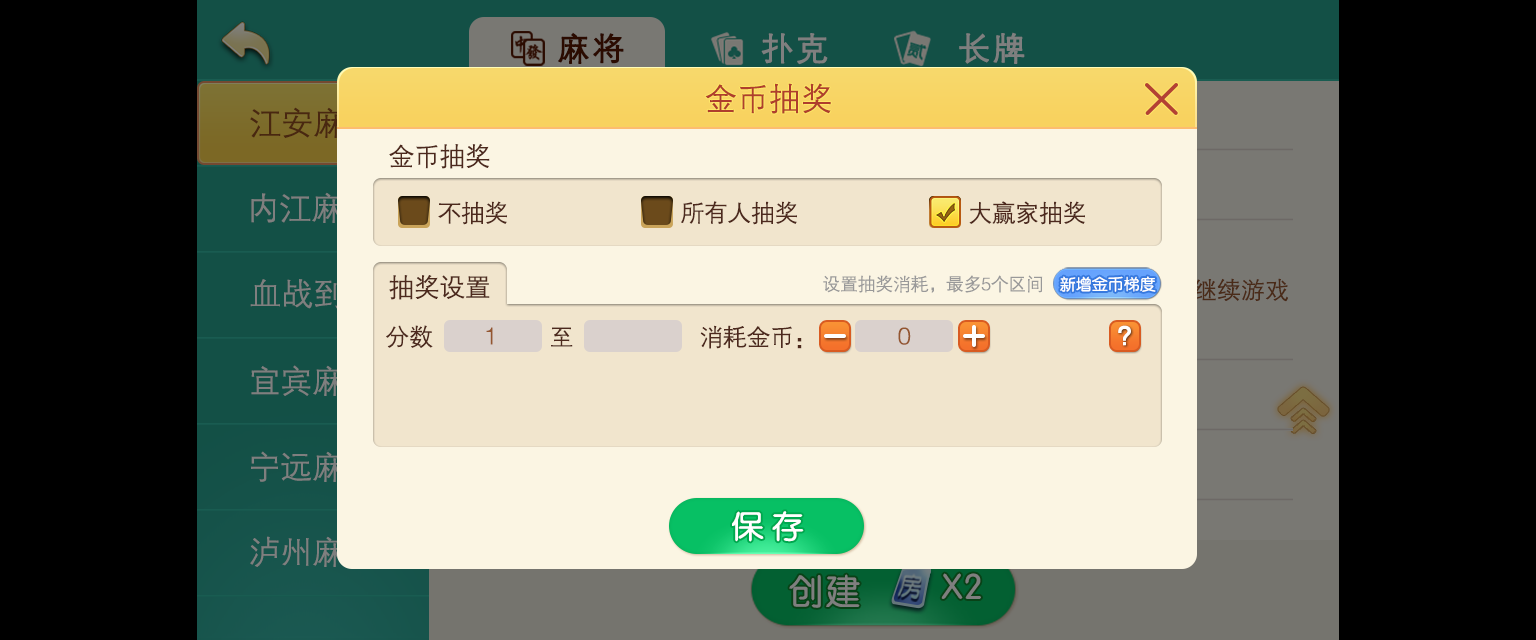 麻将
扑克
长牌
江安麻
内江麻
血战到
宜宾麻
宁远麻
泸州麻
金币抽奖
金币抽奖
不抽奖
所有人抽奖
大赢家抽奖
抽奖设置
设置抽奖消耗，最多5个区间
新增金币梯度
分数 1 至
消耗金币： 0
?
保存
继续游戏
创建 房 X2